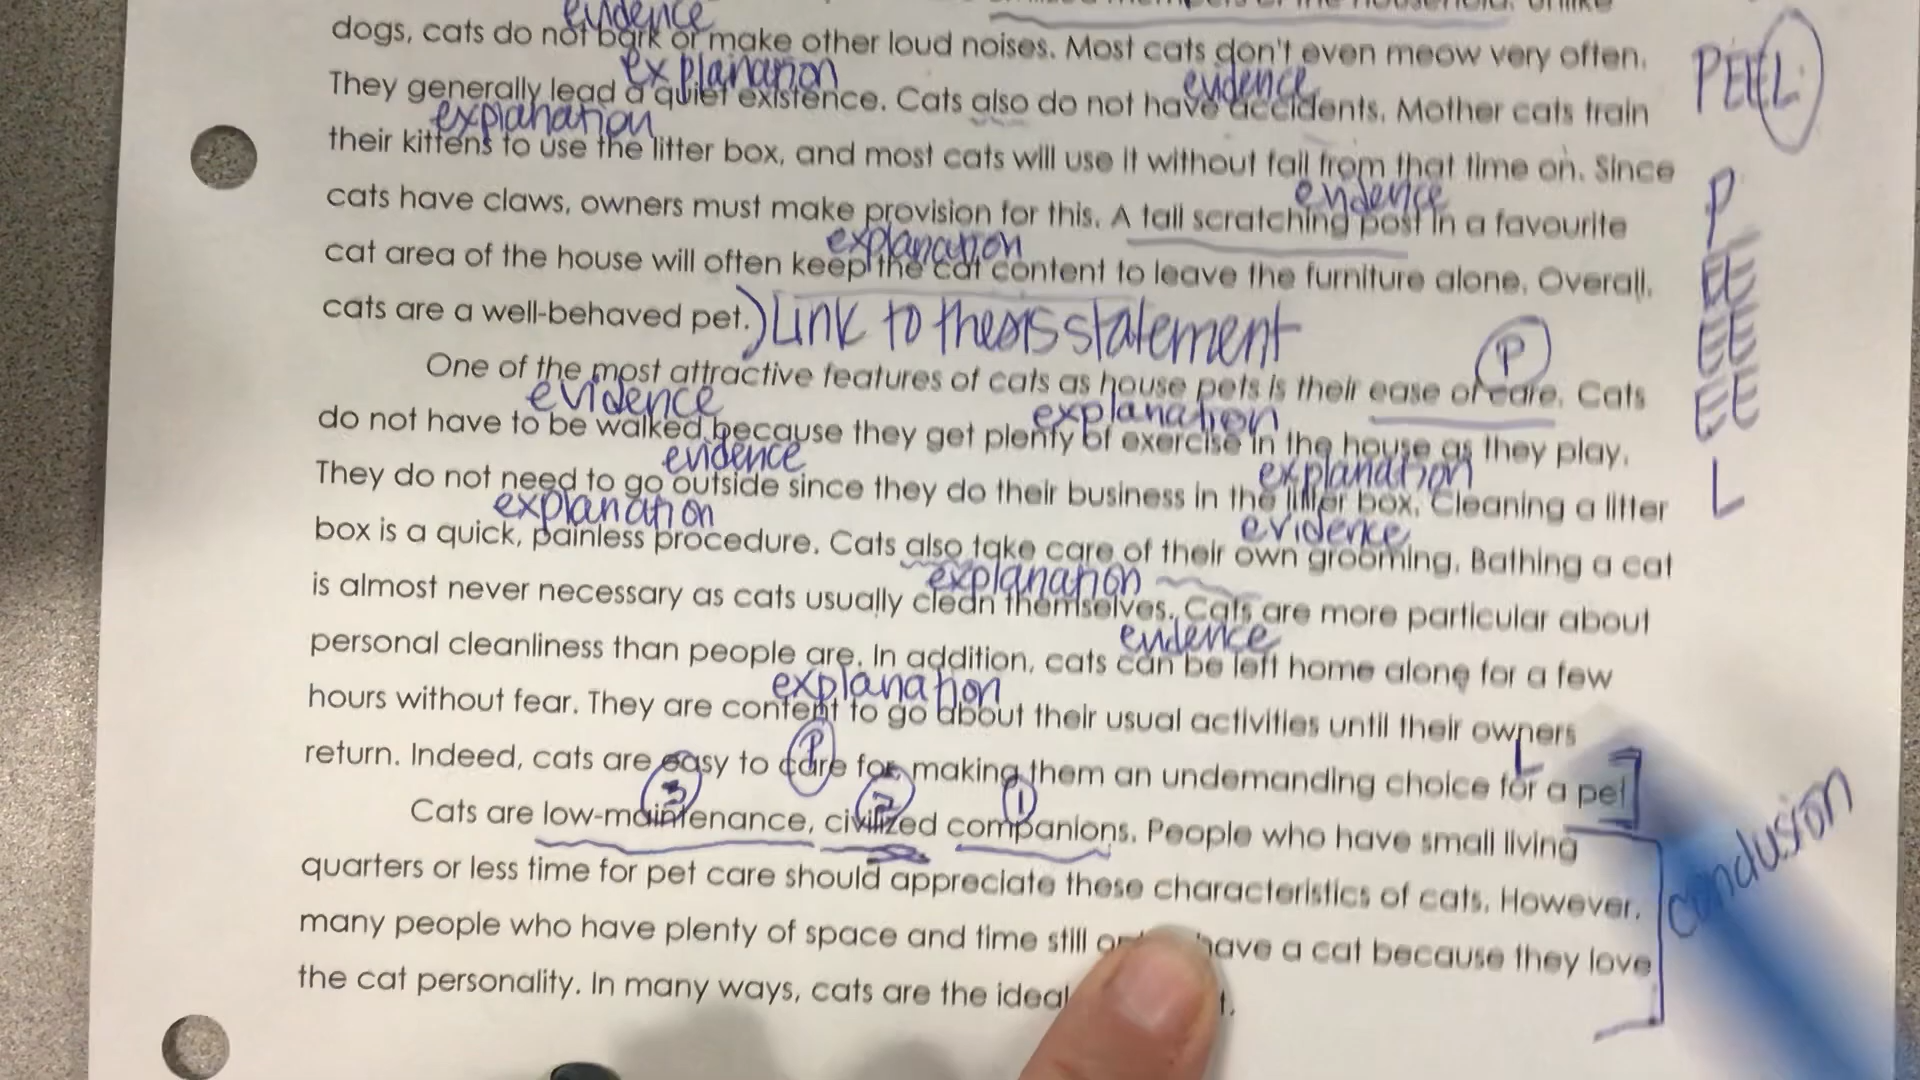 evidence
dogs, cats do not bark or make other loud noises. Most cats don't even meow very often.
explanation evidence
They generally lead a quiet existence. Cats also do not have accidents. Mother cats train
explanation
their kittens to use the litter box, and most cats will use it without fail from that time on. Since
evidence
cats have claws, owners must make provision for this. A tall scratching post in a favourite
explanation
cat area of the house will often keep the cat content to leave the furniture alone. Overall,
cats are a well-behaved pet.) Link to thesis statement
P
One of the most attractive features of cats as house pets is their ease of care. Cats
evidence explanation
do not have to be walked because they get plenty of exercise in the house as they play.
evidence explanation
They do not need to go outside since they do their business in the litter box. Cleaning a litter
explanation evidence
box is a quick, painless procedure. Cats also take care of their own grooming. Bathing a cat
explanation
is almost never necessary as cats usually clean themselves. Cats are more particular about
evidence
personal cleanliness than people are. In addition, cats can be left home alone for a few
explanation
hours without fear. They are content to go about their usual activities until their owners
P L
return. Indeed, cats are easy to care for, making them an undemanding choice for a pet
3 2 1
Cats are low-maintenance, civilized companions. People who have small living
quarters or less time for pet care should appreciate these characteristics of cats. However,
many people who have plenty of space and time still have a cat because they love
the cat personality. In many ways, cats are the ideal
PEEL
P
EE
EE
EE
L
conclusion